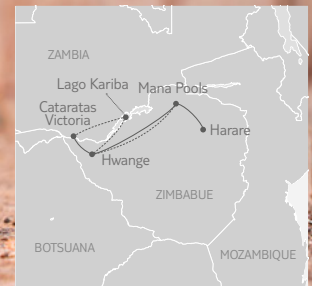 ZAMBIA
Lago Kariba
Mana Pools
Cataratas
Victoria
Harare
Hwange
ZIMBABUE
BOTSUANA
MOZAMBIQUE